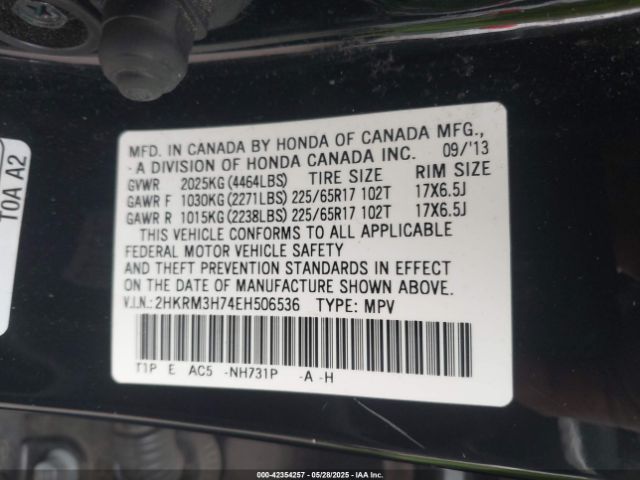 TOA A2
MFD. IN CANADA BY HONDA OF CANADA MFG.,
- A DIVISION OF HONDA CANADA INC. 09/'13
GVWR 2025KG(4464LBS) TIRE SIZE RIM SIZE
GAWR F 1030KG(2271LBS) 225/65R17 102T 17X6.5J
GAWR R 1015KG(2238LBS) 225/65R17 102T 17X6.5J
THIS VEHICLE CONFORMS TO ALL APPLICABLE
FEDERAL MOTOR VEHICLE SAFETY
AND THEFT PREVENTION STANDARDS IN EFFECT
ON THE DATE OF MANUFACTURE SHOWN ABOVE.
V.I.N.:2HKRM3H74EH506536 TYPE: MPV
T1P E AC5 -NH731P -A -H
000-42354257 05/28/2025 IAA Inc.